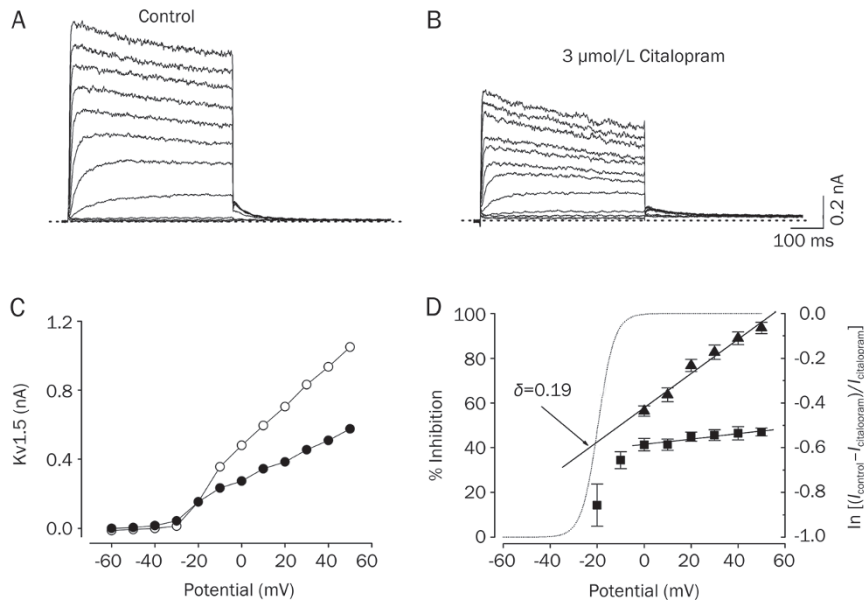 A
Control
B
3 µmol/L Citalopram
0.2 nA
100 ms
C
1.2
0.8
0.4
0.0
Kv1.5 (nA)
-60 -40 -20 0 20 40 60
Potential (mV)
D
100
80
60
40
20
0
% Inhibition
δ=0.19
0.0
-0.2
-0.4
-0.6
-0.8
-1.0
ln [(Icontrol−Icitalopram)/Icitalopram]
-60 -40 -20 0 20 40 60
Potential (mV)